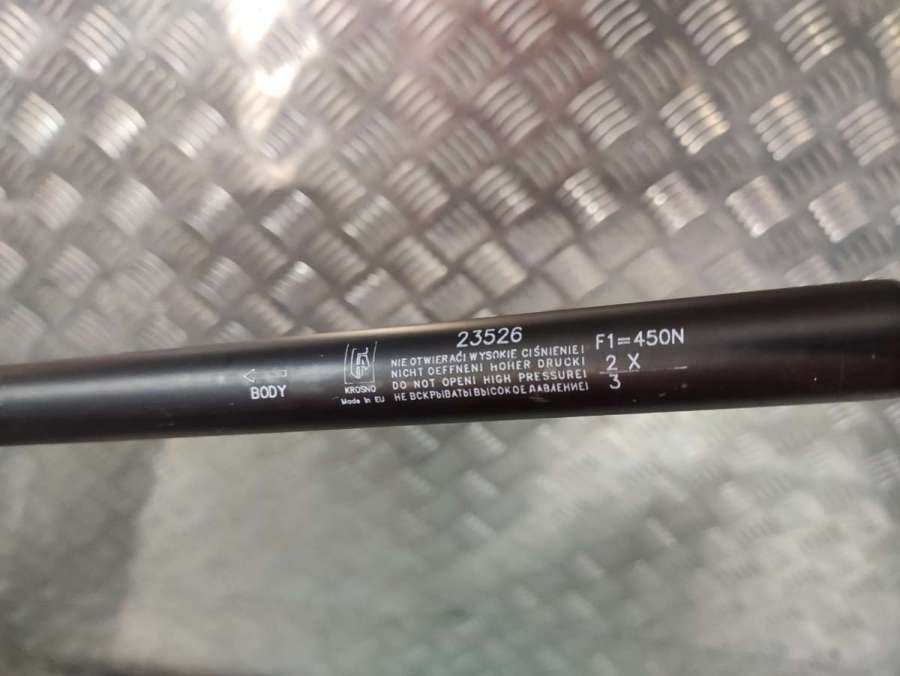 BODY
KROSNO
Made in EU
23526
NIE OTWIERAĆ! WYSOKIE CIŚNIENIE!
NICHT OEFFNEN! HOHER DRUCK!
DO NOT OPEN! HIGH PRESSURE!
НЕ ВСКРЫВАТЬ! ВЫСОКОЕ ДАВЛЕНИЕ!
F1=450N
2 X
3